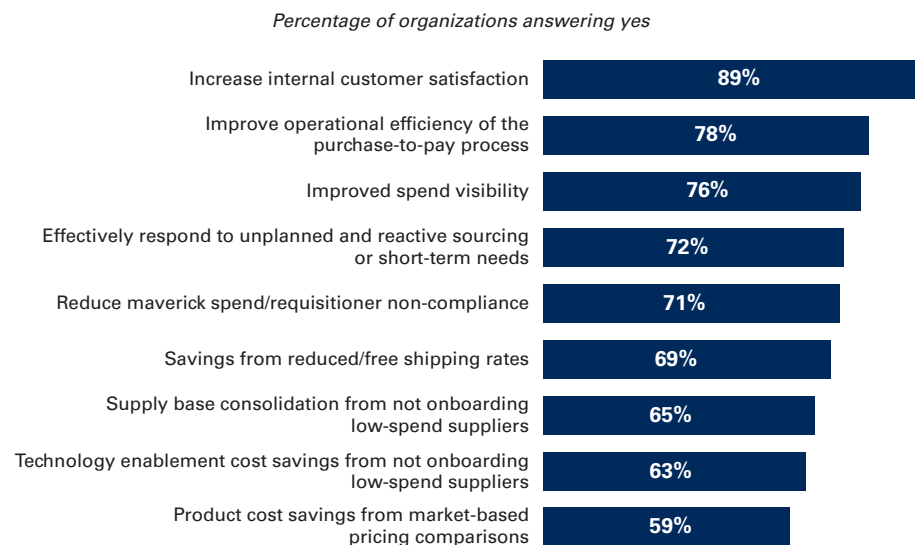 Percentage of organizations answering yes
Increase internal customer satisfaction
89%
Improve operational efficiency of the
purchase-to-pay process
78%
Improved spend visibility
76%
Effectively respond to unplanned and reactive sourcing
or short-term needs
72%
Reduce maverick spend/requisitioner non-compliance
71%
Savings from reduced/free shipping rates
69%
Supply base consolidation from not onboarding
low-spend suppliers
65%
Technology enablement cost savings from not onboarding
low-spend suppliers
63%
Product cost savings from market-based
pricing comparisons
59%